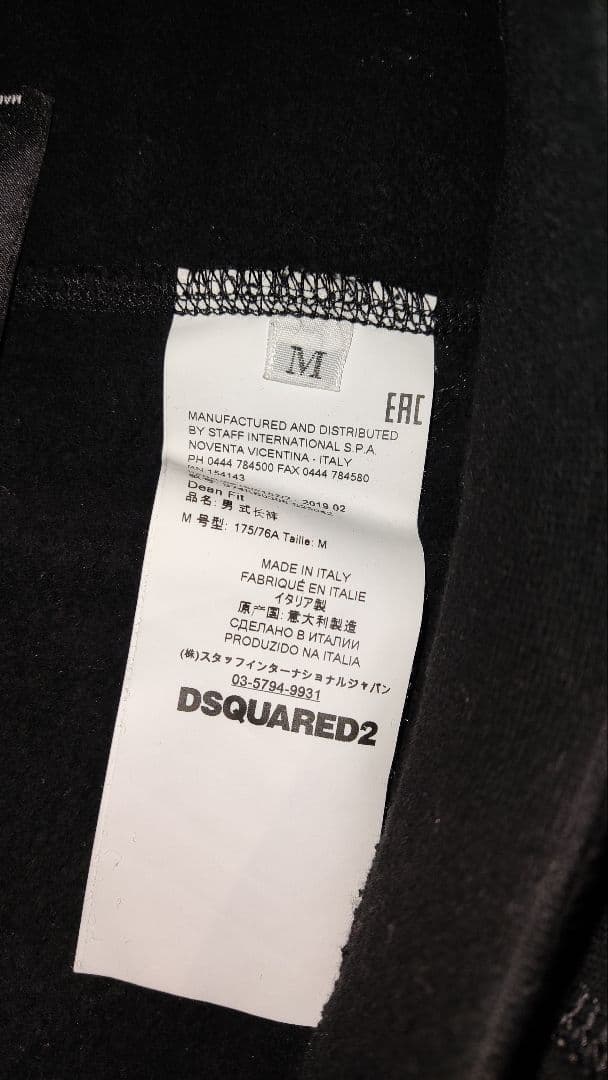 M
EAC
MANUFACTURED AND DISTRIBUTED
BY STAFF INTERNATIONAL S.P.A.
NOVENTA VICENTINA - ITALY
PH 0444 784500 FAX 0444 784580
154143
2019 02
Dean Fit
品名: 男 式长裤
M 号型: 175/76A Taille: M
MADE IN ITALY
FABRIQUÉ EN ITALIE
イタリア製
原产国: 意大利製造
СДЕЛАНО В ИТАЛИИ
PRODUZIDO NA ITALIA
(株)スタッフインターナショナルジャパン
03-5794-9931
DSQUARED2